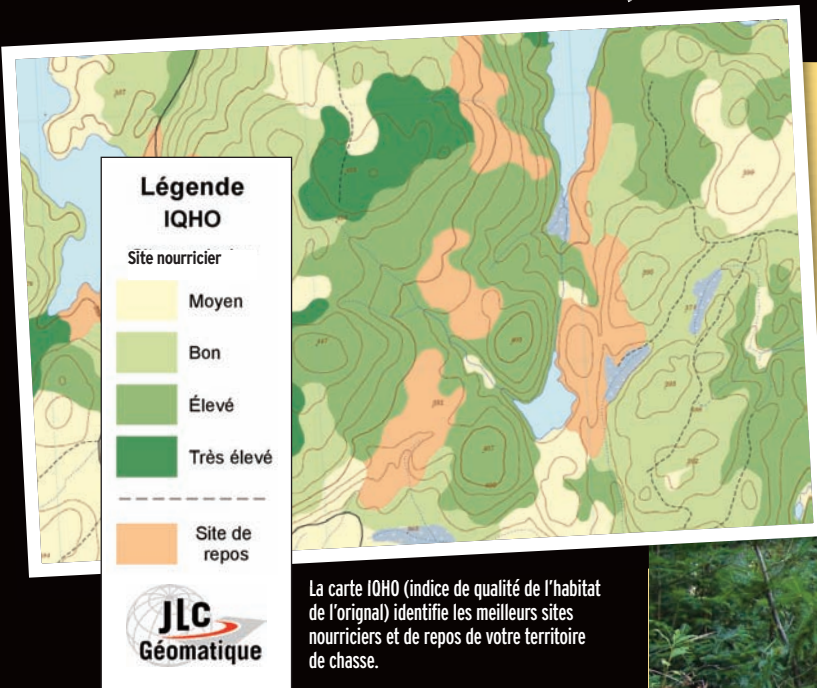 Légende
IQHO
Site nourricier
Moyen
Bon
Élevé
Très élevé
Site de
repos
JLC
Géomatique
La carte IQHO (indice de qualité de l'habitat
de l'orignal) identifie les meilleurs sites
nourriciers et de repos de votre territoire
de chasse.